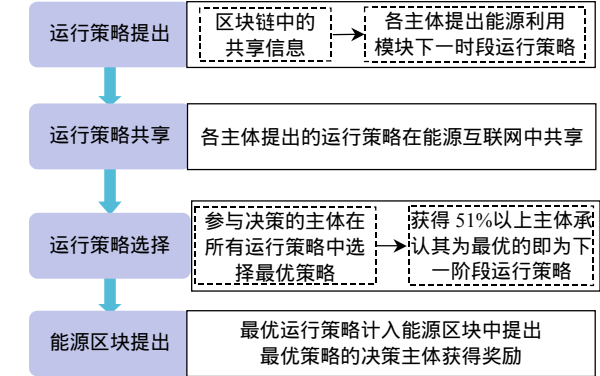 运行策略提出
区块链中的
共享信息
各主体提出能源利用
模块下一时段运行策略
运行策略共享
各主体提出的运行策略在能源互联网中共享
运行策略选择
参与决策的主体在
所有运行策略中选
择最优策略
获得 51%以上主体承
认其为最优的即为下
一阶段运行策略
能源区块提出
最优运行策略计入能源区块中提出
最优策略的决策主体获得奖励